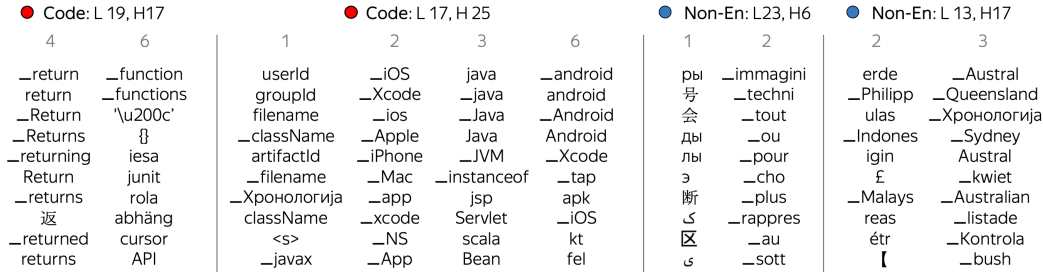 Code: L 19, H17 Code: L 17, H 25 Non-En: L23, H6 Non-En: L 13, H17
4 6 1 2 3 6 1 2 2 3
_return _function userId _iOS java _android ры _immagini erde _Austral
return _functions groupId _Xcode _java android 号 _techni _Philipp _Queensland
_Return '\u200c' filename _ios _Java _Android 会 _tout ulas _Хронологија
_Returns {} _className _Apple Java Android ды _ou _Indones _Sydney
_returning iesa artifactId _iPhone _JVM _Xcode лы _pour igin Austral
Return junit _filename _Mac _instanceof _tap э _cho £ _kwiet
_returns rola _Хронологија _app jsp apk 断 _plus _Malays _Australian
返 abhäng className _xcode Servlet _iOS ک _rappres reas _listade
_returned cursor <s> _NS scala kt 区 _au étr _Kontrola
returns API _javax _App Bean fel ی _sott 【 _bush